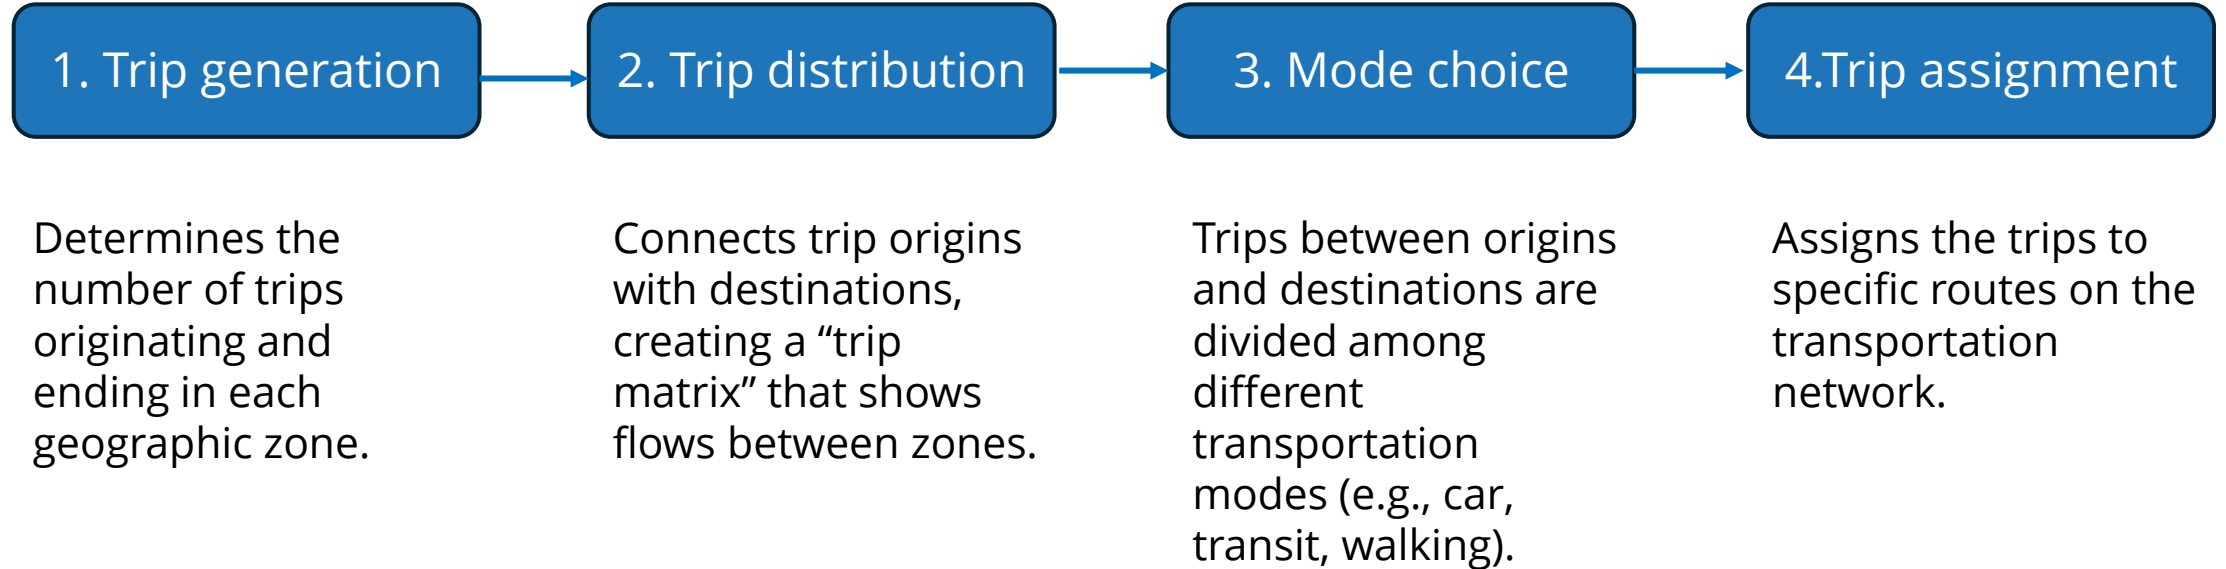 1. Trip generation
2. Trip distribution
3. Mode choice
4.Trip assignment
Determines the
number of trips
originating and
ending in each
geographic zone.
Connects trip origins
with destinations,
creating a “trip
matrix” that shows
flows between zones.
Trips between origins
and destinations are
divided among
different
transportation
modes (e.g., car,
transit, walking).
Assigns the trips to
specific routes on the
transportation
network.